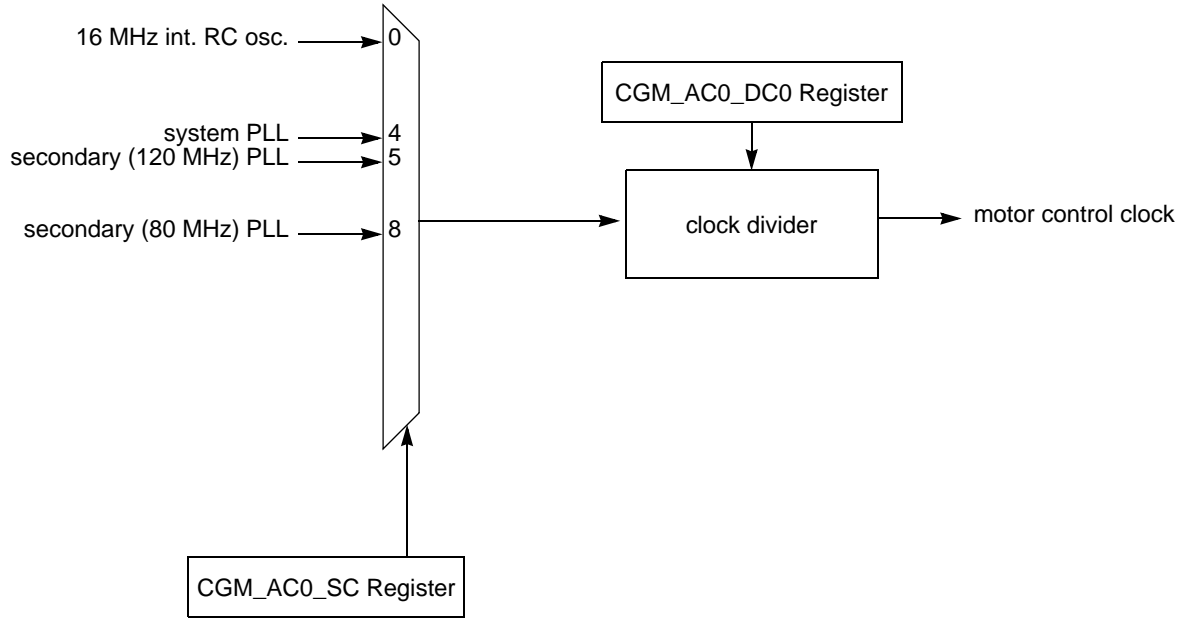 16 MHz int. RC osc.
0
CGM_AC0_DC0 Register
system PLL
4
secondary (120 MHz) PLL
5
secondary (80 MHz) PLL
8
clock divider
motor control clock
CGM_AC0_SC Register